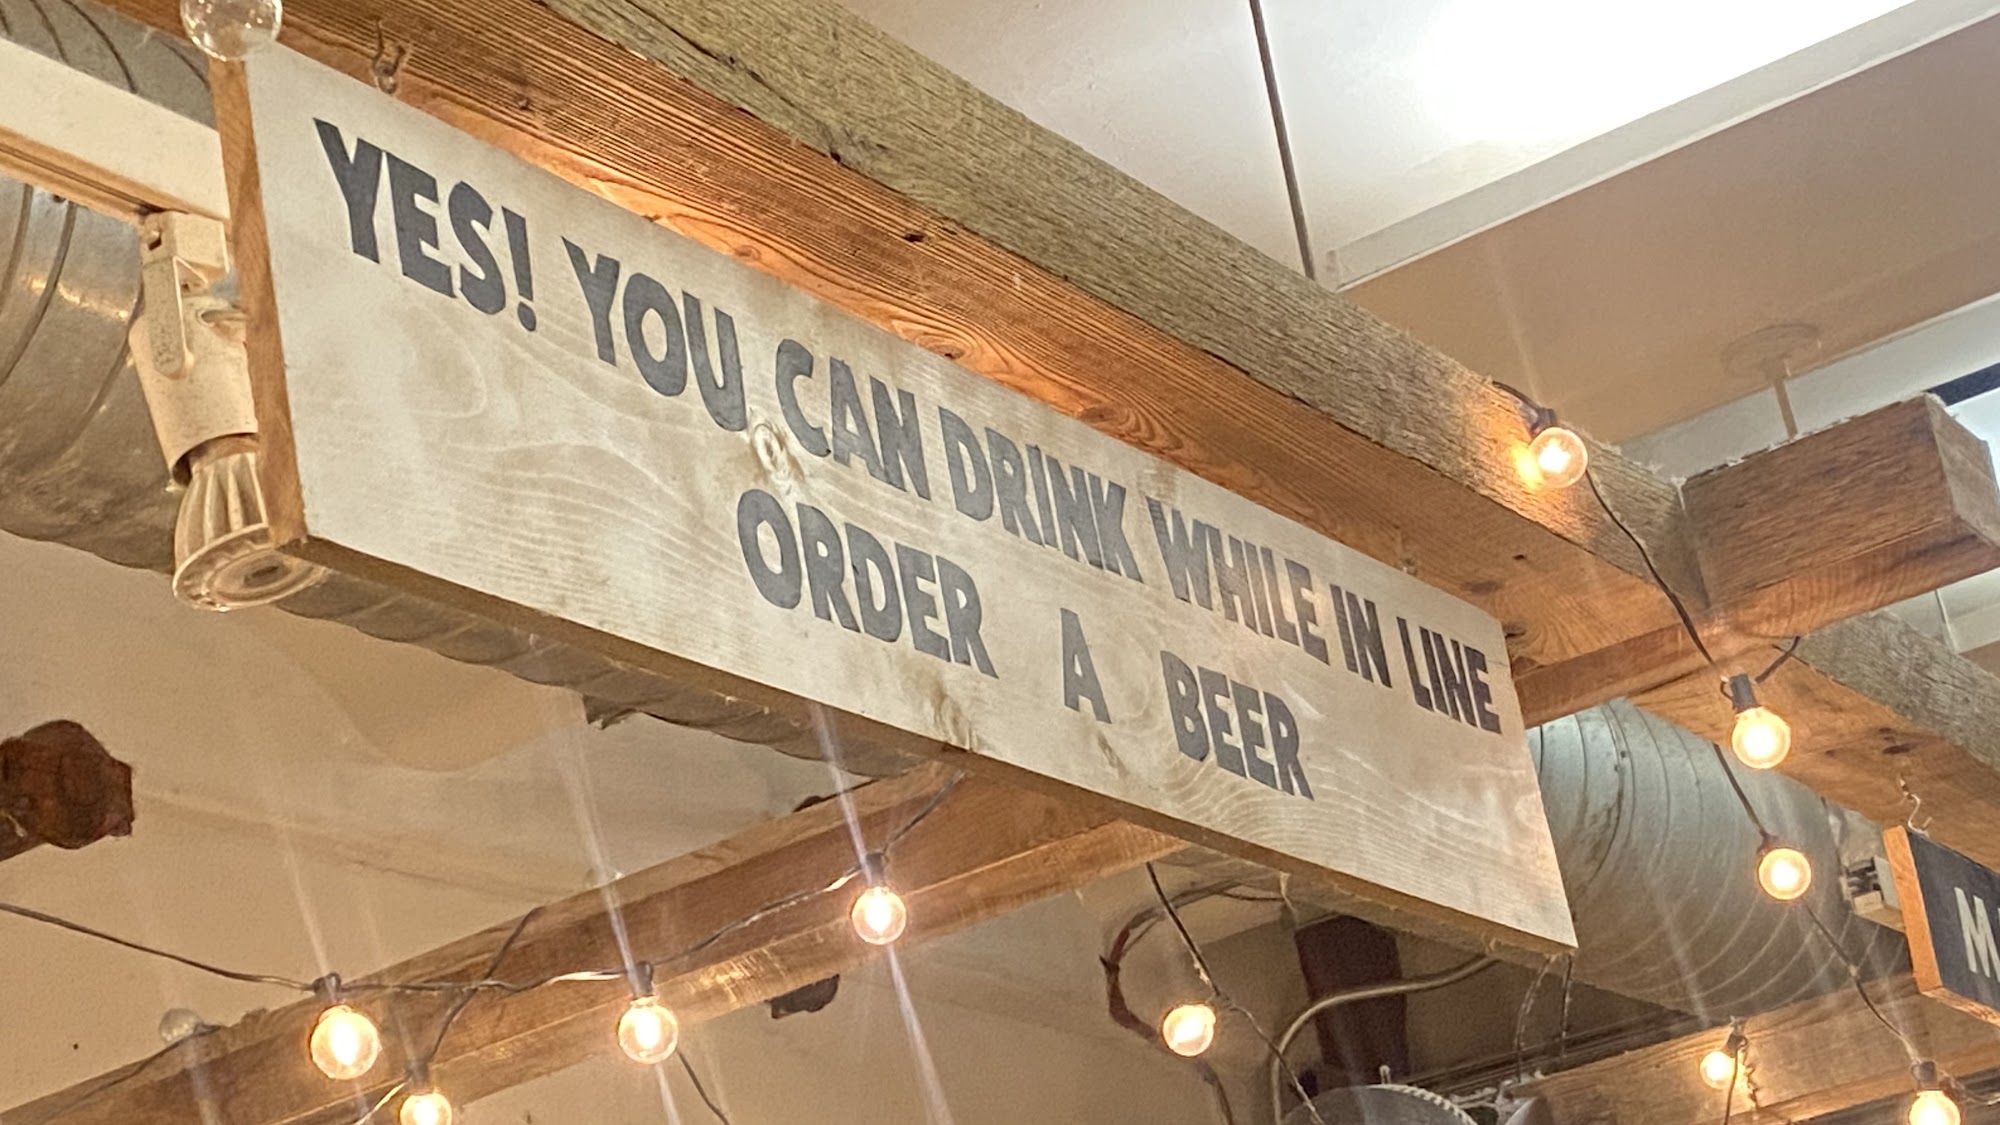 YES! YOU CAN DRINK WHILE IN LINE
ORDER A BEER